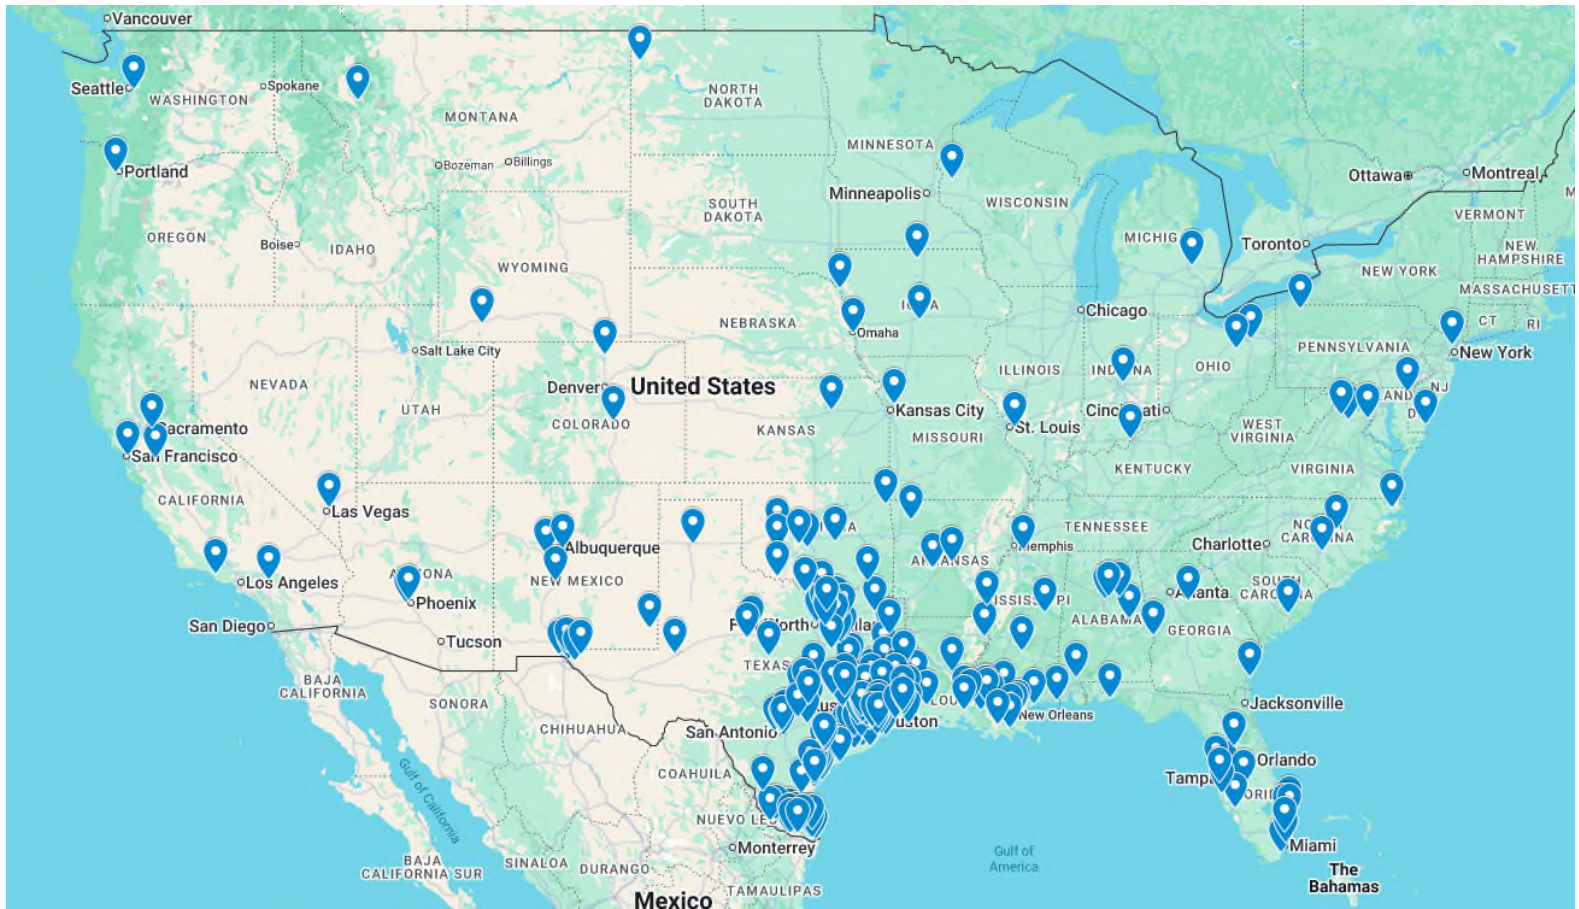 Vancouver
Seattle
Spokane
WASHINGTON
Portland
OREGON
Boise
IDAHO
MONTANA
Bozeman
Billings
NORTH
DAKOTA
SOUTH
DAKOTA
MINNESOTA
Minneapolis
WISCONSIN
MICHIG
Ottawa
Montreal
Toronto
VERMONT
NEW
HAMPSHIRE
NEW YORK
MASSACHUSETT
CT
RI
WYOMING
NEBRASKA
Omaha
Chicago
Salt Lake City
NEVADA
UTAH
Denver
United States
COLORADO
KANSAS
Kansas City
MISSOURI
ILLINOIS
St. Louis
OHIO
PENNSYLVANIA
New York
NJ
Cincinnati
WEST
VIRGINIA
KENTUCKY
VIRGINIA
Sacramento
San Francisco
CALIFORNIA
Las Vegas
Los Angeles
San Diego
Phoenix
Tucson
Albuquerque
NEW MEXICO
TENNESSEE
Memphis
Charlotte
ALABAMA
GEORGIA
TEXAS
San Antonio
New Orleans
Jacksonville
Orlando
Miami
BAJA
CALIFORNIA
SONORA
CHIHUAHUA
COAHUILA
Gulf of California
BAJA
CALIFORNIA SUR
SINALOA
DURANGO
Monterrey
TAMAULIPAS
Mexico
Gulf of
America
The
Bahamas